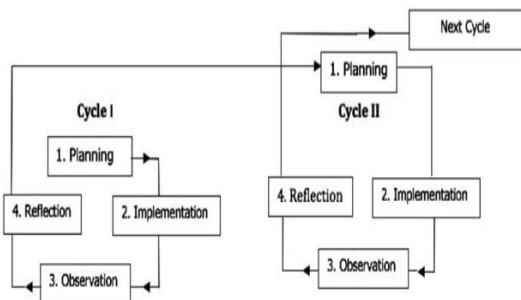 Next Cycle
1. Planning
Cycle I
Cycle II
1. Planning
4. Reflection
2. Implementation
4. Reflection
2. Implementation
3. Observation
3. Observation